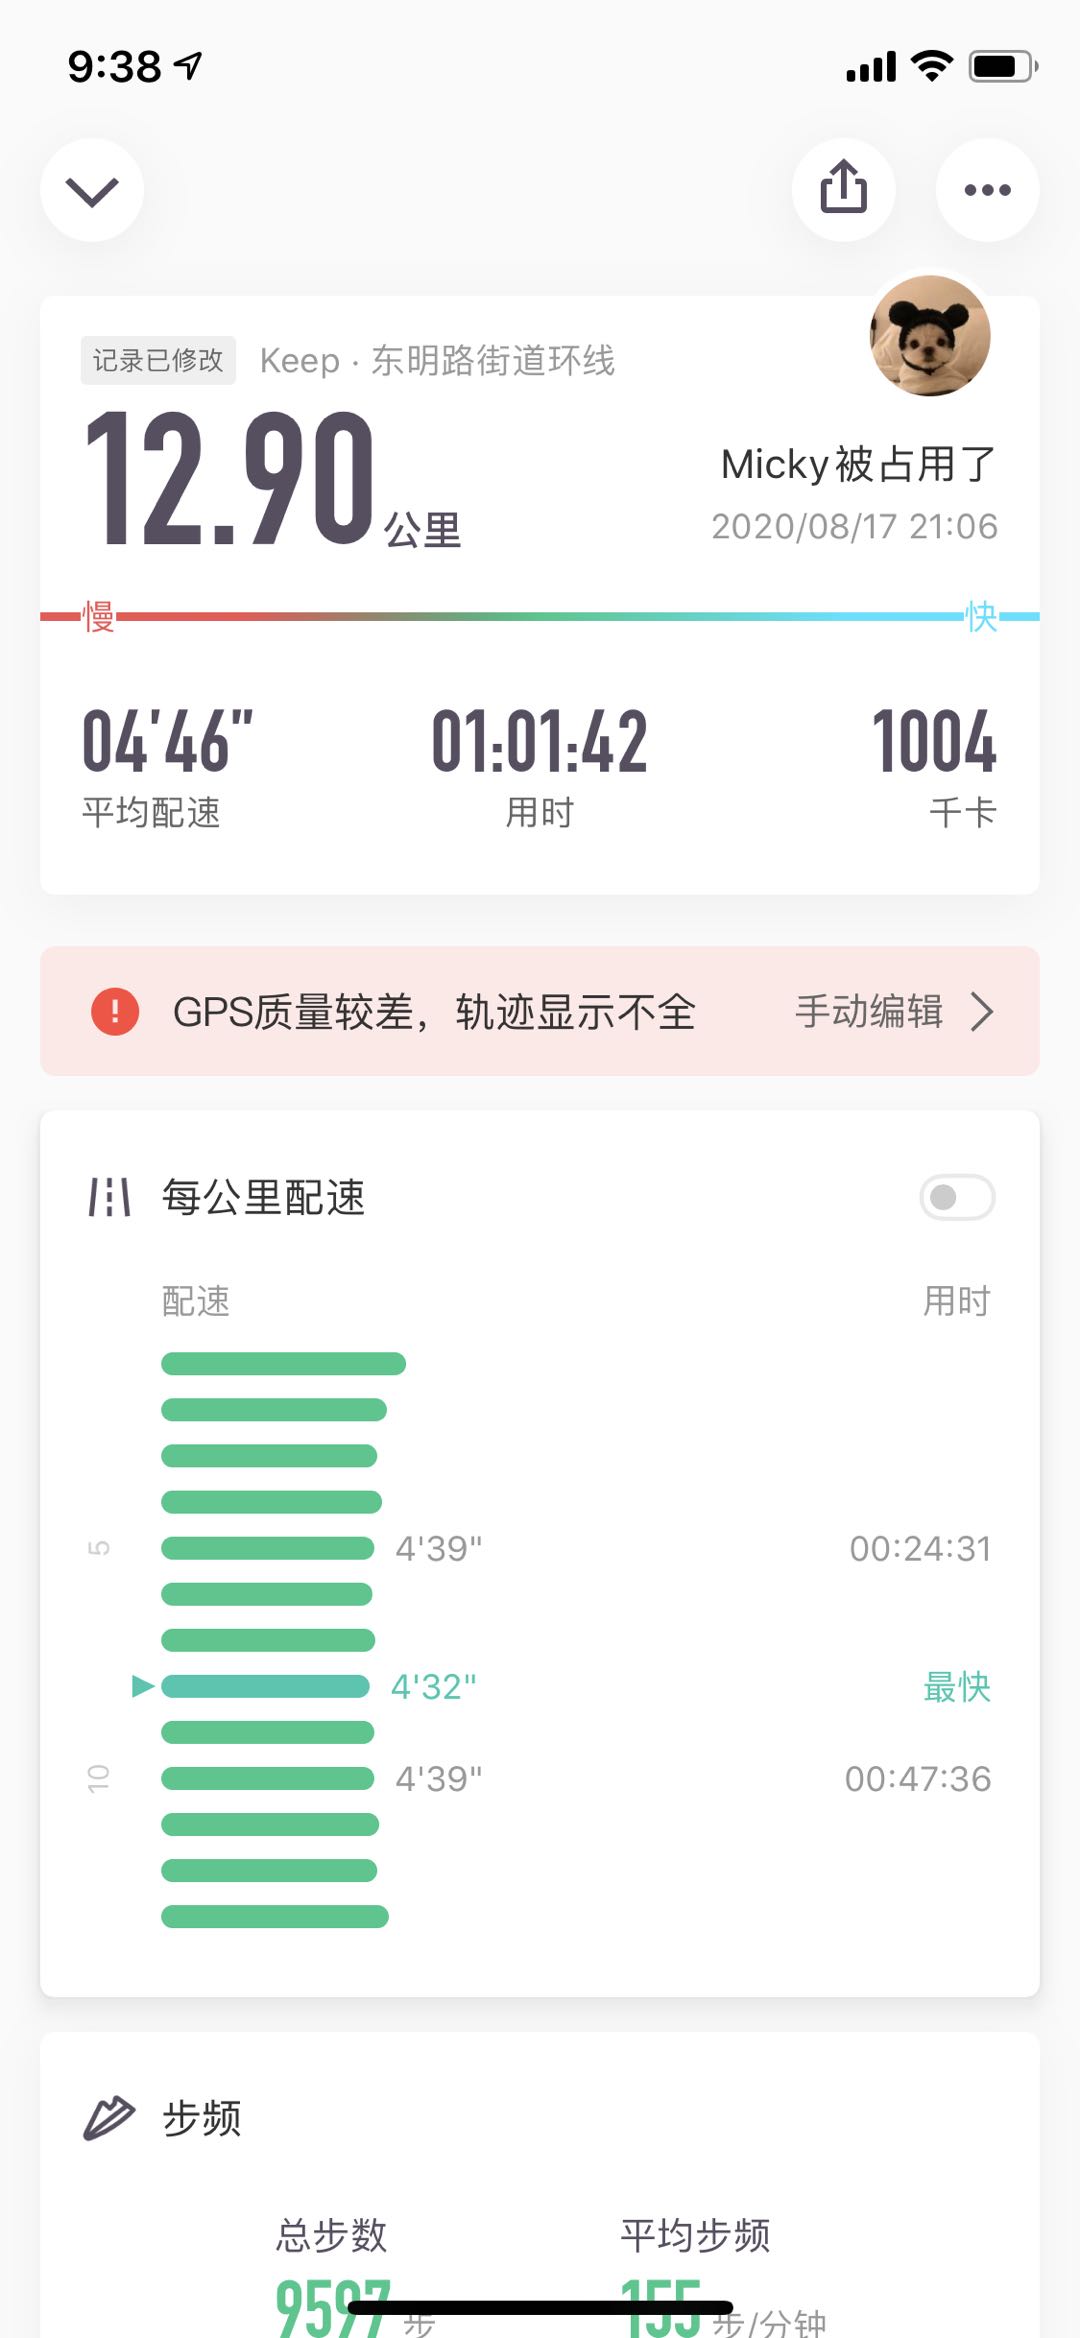 9:38
记录已修改 Keep · 东明路街道环线
12.90公里
Micky被占用了
2020/08/17 21:06
慢 快
04'46" 01:01:42 1004
平均配速 用时 千卡
! GPS质量较差，轨迹显示不全 手动编辑
每公里配速
配速 用时
5 4'39" 00:24:31
4'32" 最快
10 4'39" 00:47:36
步频
总步数 平均步频
9597 步 155 步/分钟